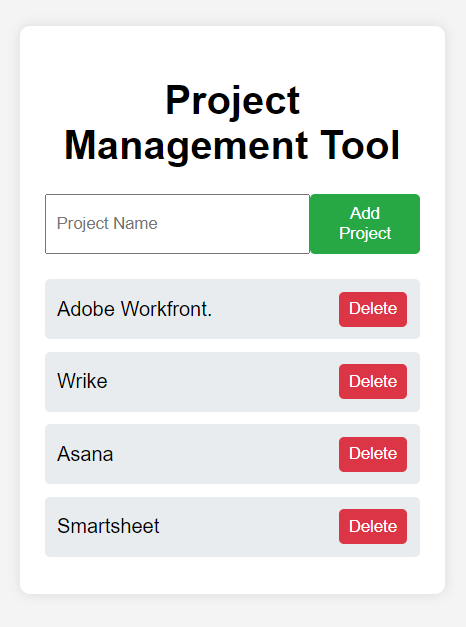 Project
Management Tool
Project Name
Add
Project
Adobe Workfront.
Delete
Wrike
Delete
Asana
Delete
Smartsheet
Delete